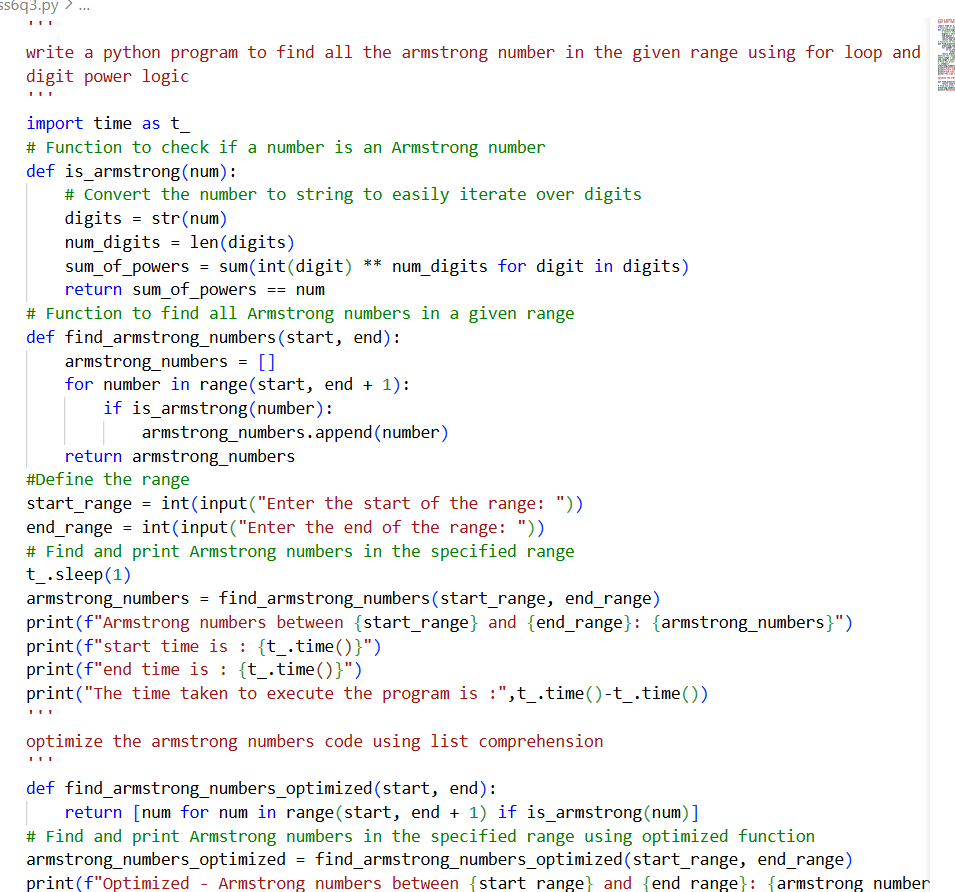 ss6q3.py > ...
'''
write a python program to find all the armstrong number in the given range using for loop and
digit power logic
'''
import time as t_
# Function to check if a number is an Armstrong number
def is_armstrong(num):
    # Convert the number to string to easily iterate over digits
    digits = str(num)
    num_digits = len(digits)
    sum_of_powers = sum(int(digit) ** num_digits for digit in digits)
    return sum_of_powers == num
# Function to find all Armstrong numbers in a given range
def find_armstrong_numbers(start, end):
    armstrong_numbers = []
    for number in range(start, end + 1):
        if is_armstrong(number):
            armstrong_numbers.append(number)
    return armstrong_numbers
#Define the range
start_range = int(input("Enter the start of the range: "))
end_range = int(input("Enter the end of the range: "))
# Find and print Armstrong numbers in the specified range
t_.sleep(1)
armstrong_numbers = find_armstrong_numbers(start_range, end_range)
print(f"Armstrong numbers between {start_range} and {end_range}: {armstrong_numbers}")
print(f"start time is : {t_.time()}")
print(f"end time is : {t_.time()}")
print("The time taken to execute the program is :",t_.time()-t_.time())
'''
optimize the armstrong numbers code using list comprehension
'''
def find_armstrong_numbers_optimized(start, end):
    return [num for num in range(start, end + 1) if is_armstrong(num)]
# Find and print Armstrong numbers in the specified range using optimized function
armstrong_numbers_optimized = find_armstrong_numbers_optimized(start_range, end_range)
print(f"Optimized - Armstrong numbers between {start_range} and {end_range}: {armstrong_number